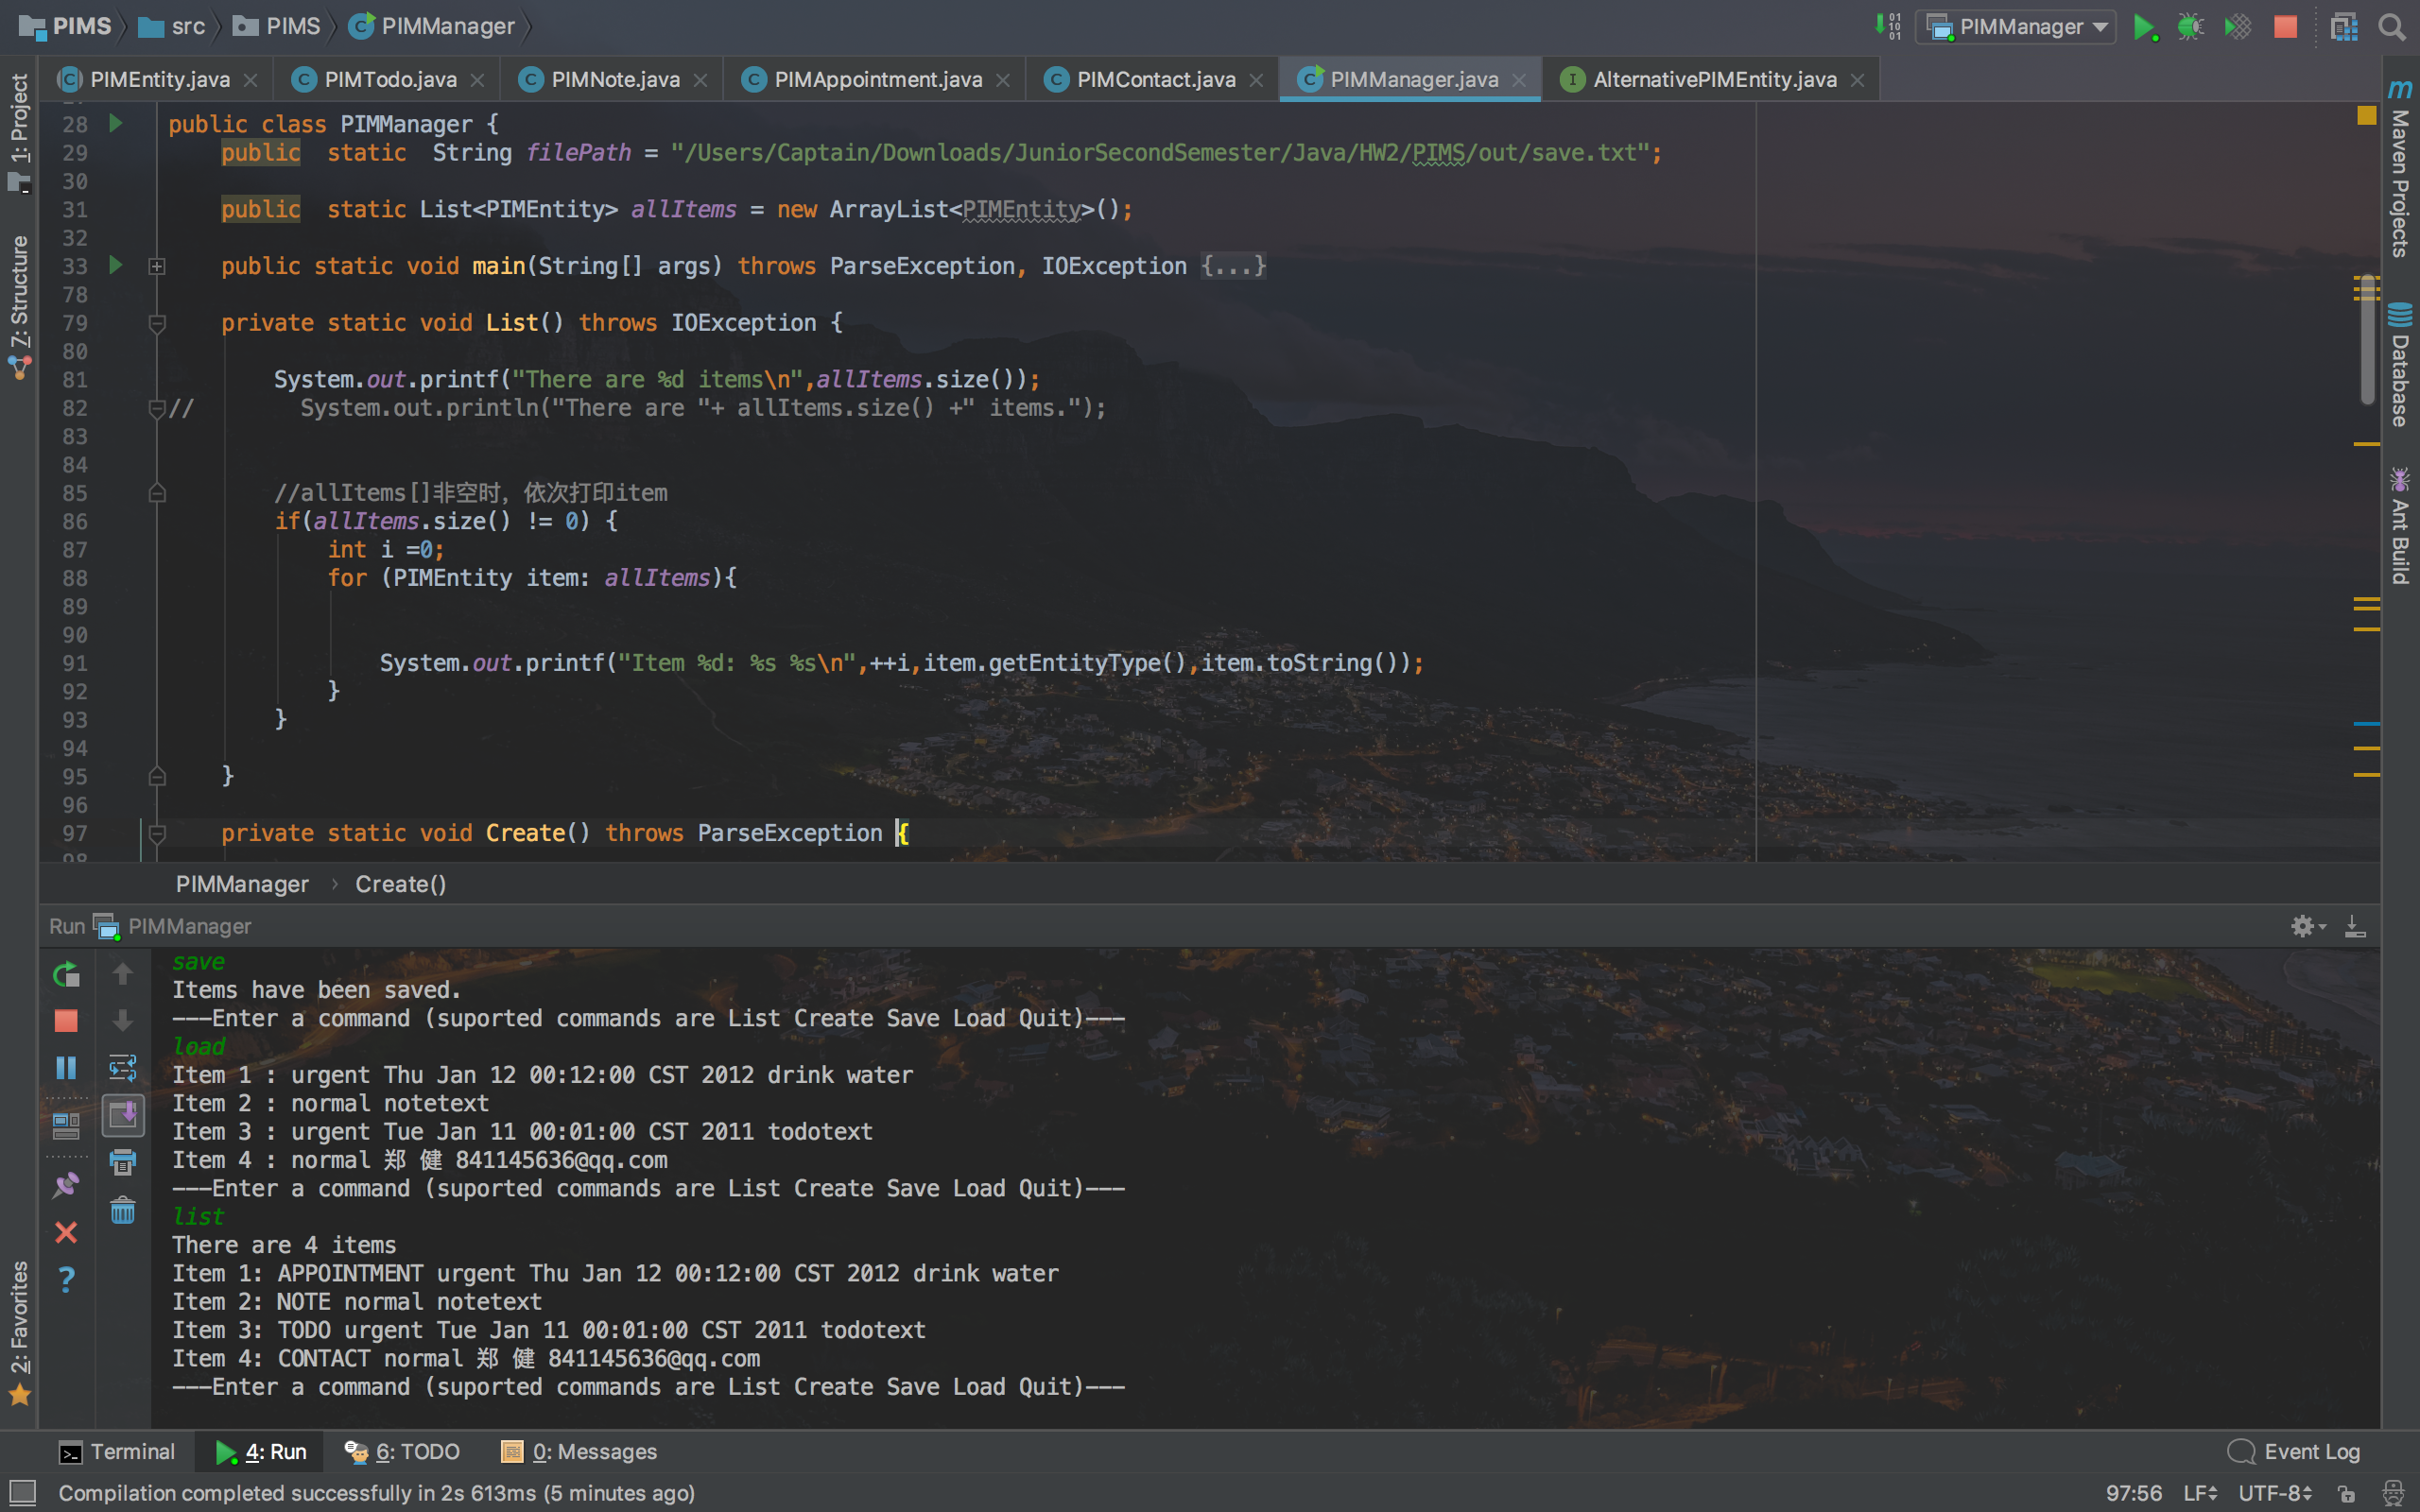 PIMS src PIMS PIMManager
PIMManager
PIMEntity.java PIMTodo.java PIMNote.java PIMAppointment.java PIMContact.java PIMManager.java AlternativePIMEntity.java
1: Project
Z: Structure
2: Favorites
Maven Projects
Database
Ant Build
28 public class PIMManager {
29 public static String filePath = "/Users/Captain/Downloads/JuniorSecondSemester/Java/HW2/PIMS/out/save.txt";
30
31 public static List<PIMEntity> allItems = new ArrayList<PIMEntity>();
32
33 public static void main(String[] args) throws ParseException, IOException {...}
78
79 private static void List() throws IOException {
80
81 System.out.printf("There are %d items\n",allItems.size());
82 // System.out.println("There are "+ allItems.size() +" items.");
83
84
85 //allItems[]非空时，依次打印item
86 if(allItems.size() != 0) {
87 int i =0;
88 for (PIMEntity item: allItems){
89
90
91 System.out.printf("Item %d: %s %s\n",++i,item.getEntityType(),item.toString());
92 }
93 }
94
95 }
96
97 private static void Create() throws ParseException {
98
PIMManager › Create()
Run PIMManager
save
Items have been saved.
---Enter a command (suported commands are List Create Save Load Quit)---
load
Item 1 : urgent Thu Jan 12 00:12:00 CST 2012 drink water
Item 2 : normal notetext
Item 3 : urgent Tue Jan 11 00:01:00 CST 2011 todotext
Item 4 : normal 郑 健 841145636@qq.com
---Enter a command (suported commands are List Create Save Load Quit)---
list
There are 4 items
Item 1: APPOINTMENT urgent Thu Jan 12 00:12:00 CST 2012 drink water
Item 2: NOTE normal notetext
Item 3: TODO urgent Tue Jan 11 00:01:00 CST 2011 todotext
Item 4: CONTACT normal 郑 健 841145636@qq.com
---Enter a command (suported commands are List Create Save Load Quit)---
Terminal 4: Run 6: TODO 0: Messages Event Log
Compilation completed successfully in 2s 613ms (5 minutes ago) 97:56 LF UTF-8